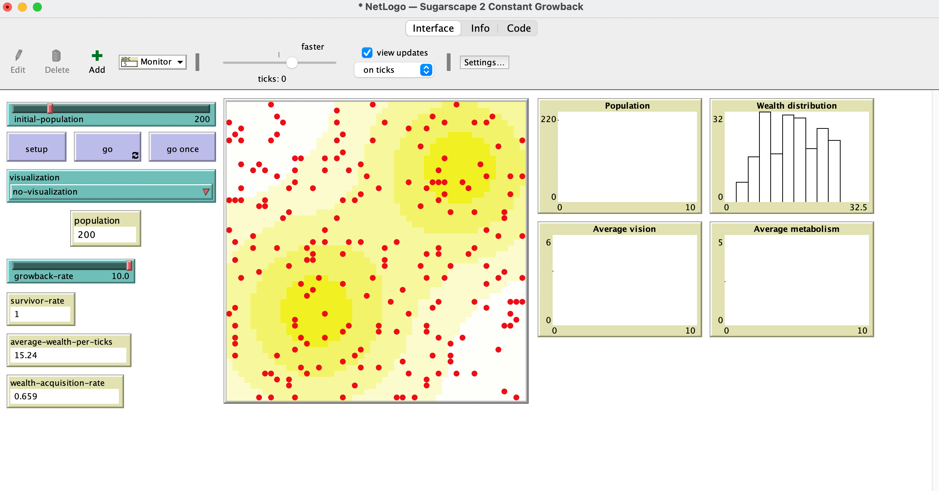 * NetLogo — Sugarscape 2 Constant Growback
Interface Info Code
Edit Delete Add
Monitor
faster
ticks: 0
view updates
on ticks
Settings...
initial-population 200
setup go go once
visualization
no-visualization
population
200
growback-rate 10.0
survivor-rate
1
average-wealth-per-ticks
15.24
wealth-acquisition-rate
0.659
Population
220
0
0 10
Wealth distribution
32
0
0 32.5
Average vision
6
0
0 10
Average metabolism
5
0
0 10